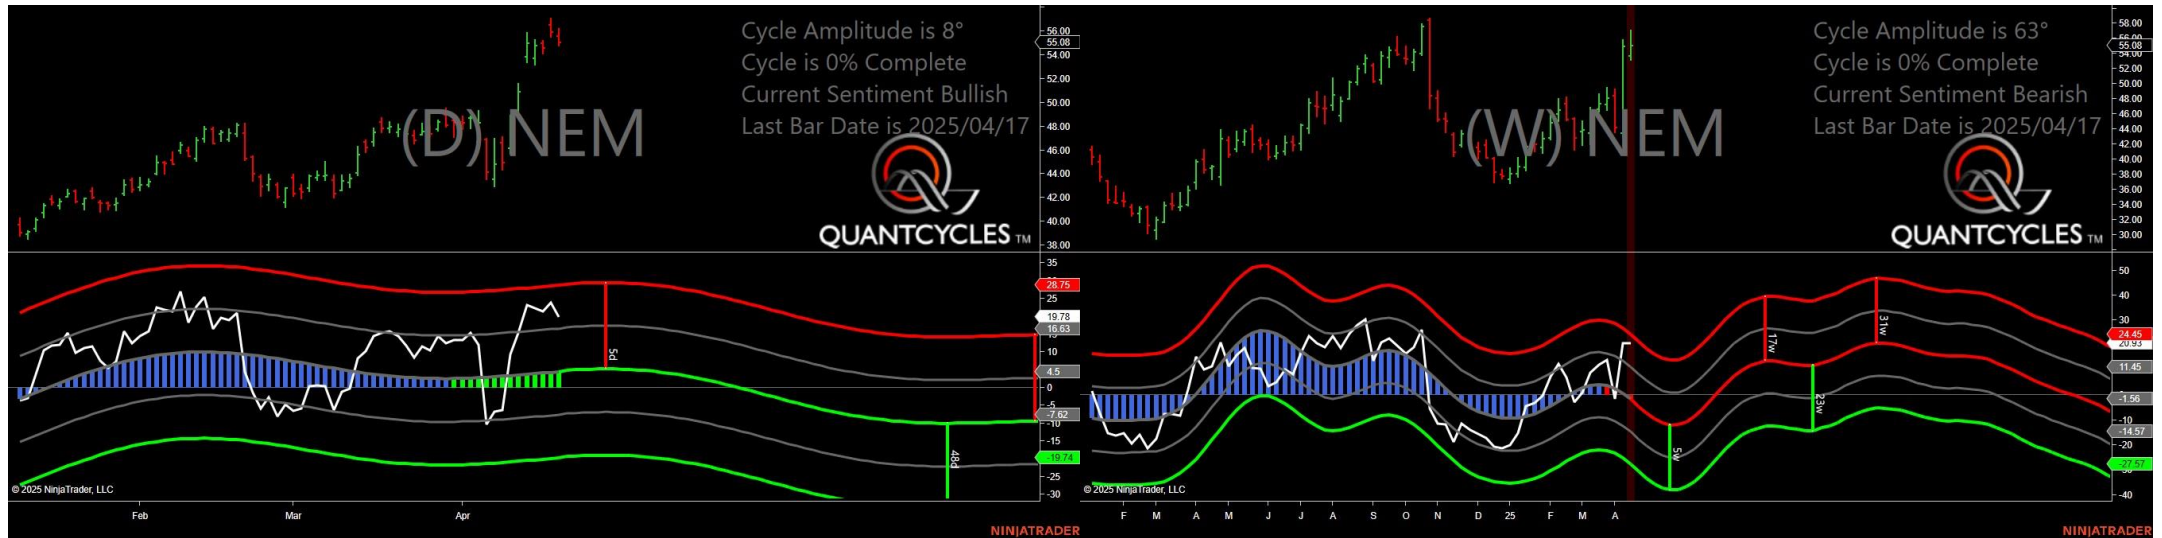 Cycle Amplitude is 8°
Cycle is 0% Complete
Current Sentiment Bullish
Last Bar Date is 2025/04/17
(D) NEM
QUANTCYCLES TM
56.00
55.08
54.00
52.00
50.00
48.00
46.00
44.00
42.00
40.00
38.00
35
28.75
25
19.78
16.63
10
4.5
0
-5
-7.62
-10
-15
-19.74
-25
-30
5d
48d
© 2025 NinjaTrader, LLC
Feb
Mar
Apr
NINJATRADER
Cycle Amplitude is 63°
Cycle is 0% Complete
Current Sentiment Bearish
Last Bar Date is 2025/04/17
(W) NEM
QUANTCYCLES TM
58.00
56.00
55.08
54.00
52.00
50.00
48.00
46.00
44.00
42.00
40.00
38.00
36.00
34.00
32.00
30.00
50
40
30
24.45
20.93
11.45
-1.56
-10
-14.57
-20
-27.57
-40
17w
31w
23w
5w
© 2025 NinjaTrader, LLC
F
M
A
M
J
J
A
S
O
N
D
25
F
M
A
NINJATRADER